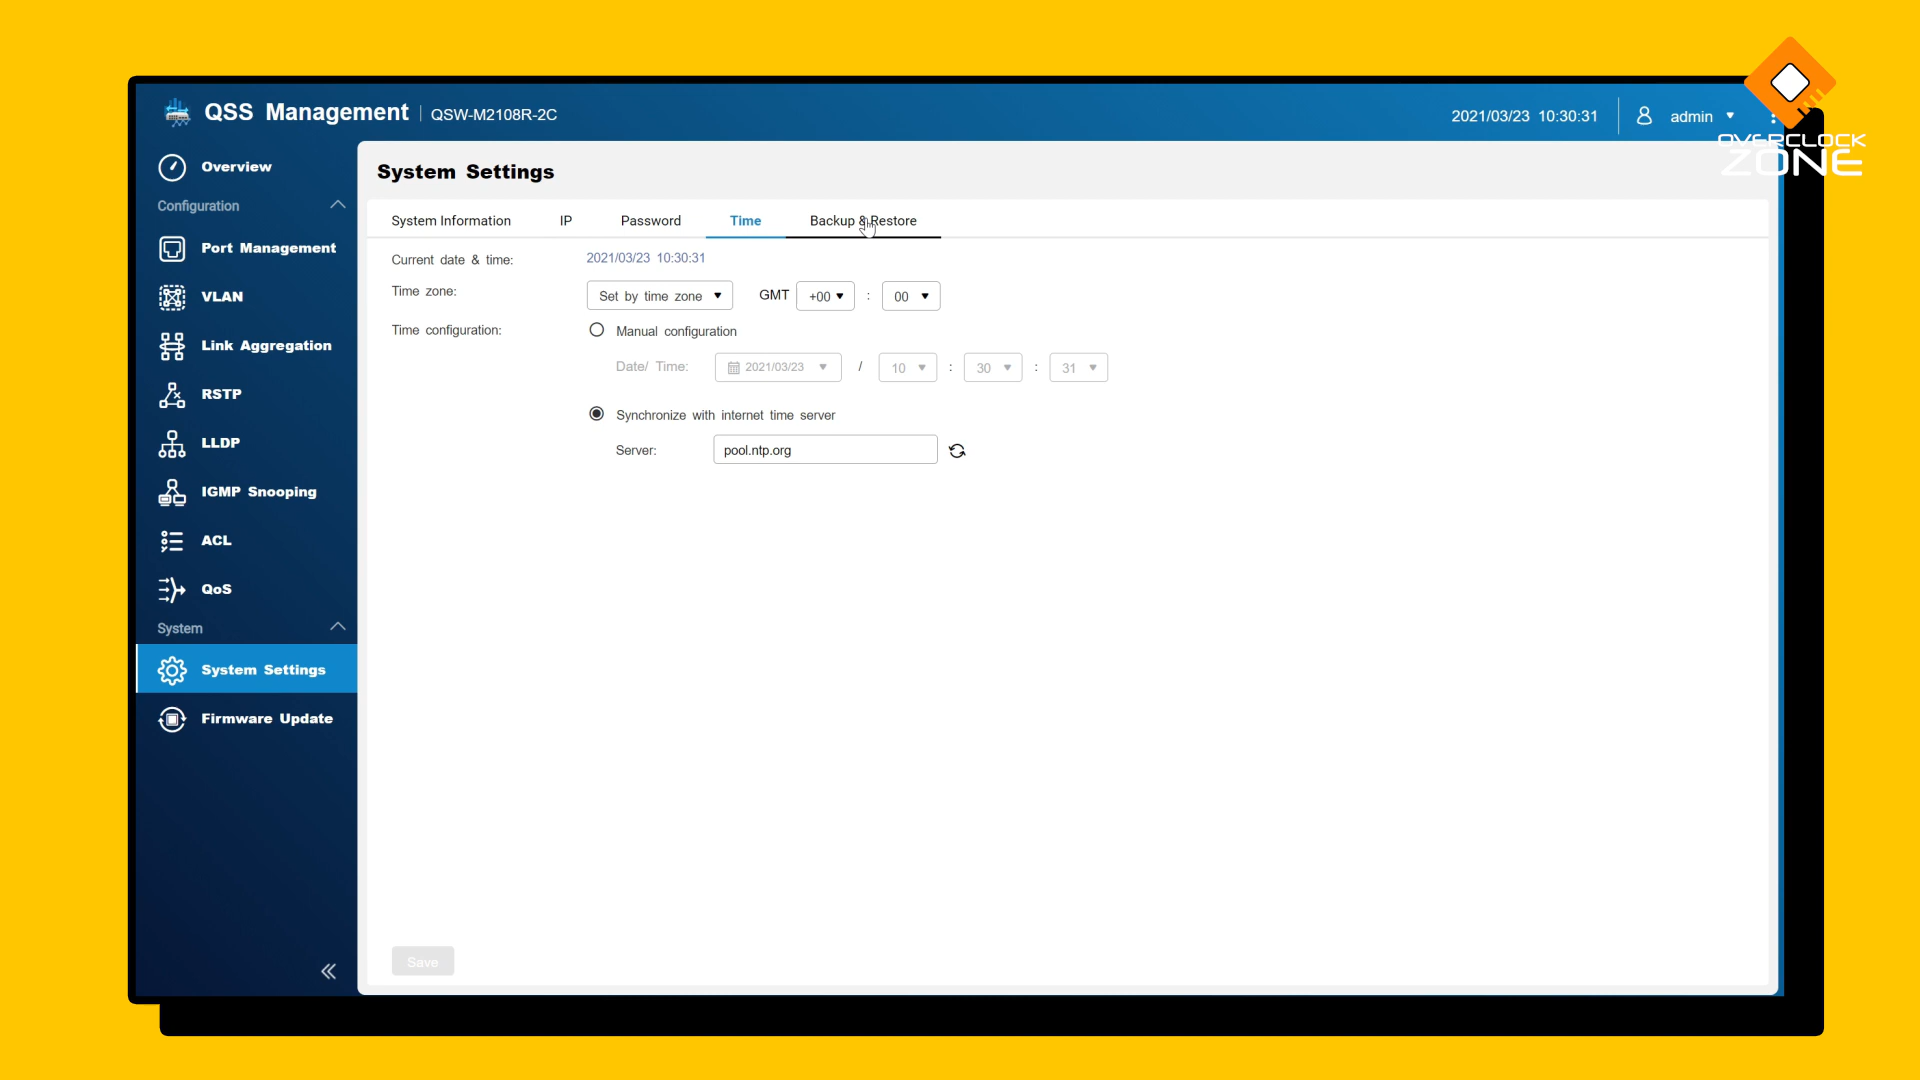 QSS Management | QSW-M2108R-2C
2021/03/23 10:30:31
admin
OVERCLOCK
ZONE
Overview
Configuration
Port Management
VLAN
Link Aggregation
RSTP
LLDP
IGMP Snooping
ACL
QoS
System
System Settings
Firmware Update
System Settings
System Information IP Password Time Backup & Restore
Current date & time: 2021/03/23 10:30:31
Time zone: Set by time zone GMT +00 : 00
Time configuration: Manual configuration
Date/ Time: 2021/03/23 / 10 : 30 : 31
Synchronize with internet time server
Server: pool.ntp.org
Save